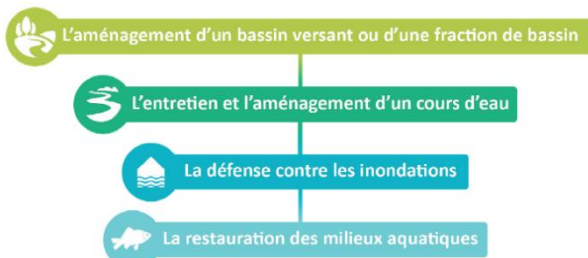 L'aménagement d'un bassin versant ou d'une fraction de bassin
L'entretien et l'aménagement d'un cours d'eau
La défense contre les inondations
La restauration des milieux aquatiques